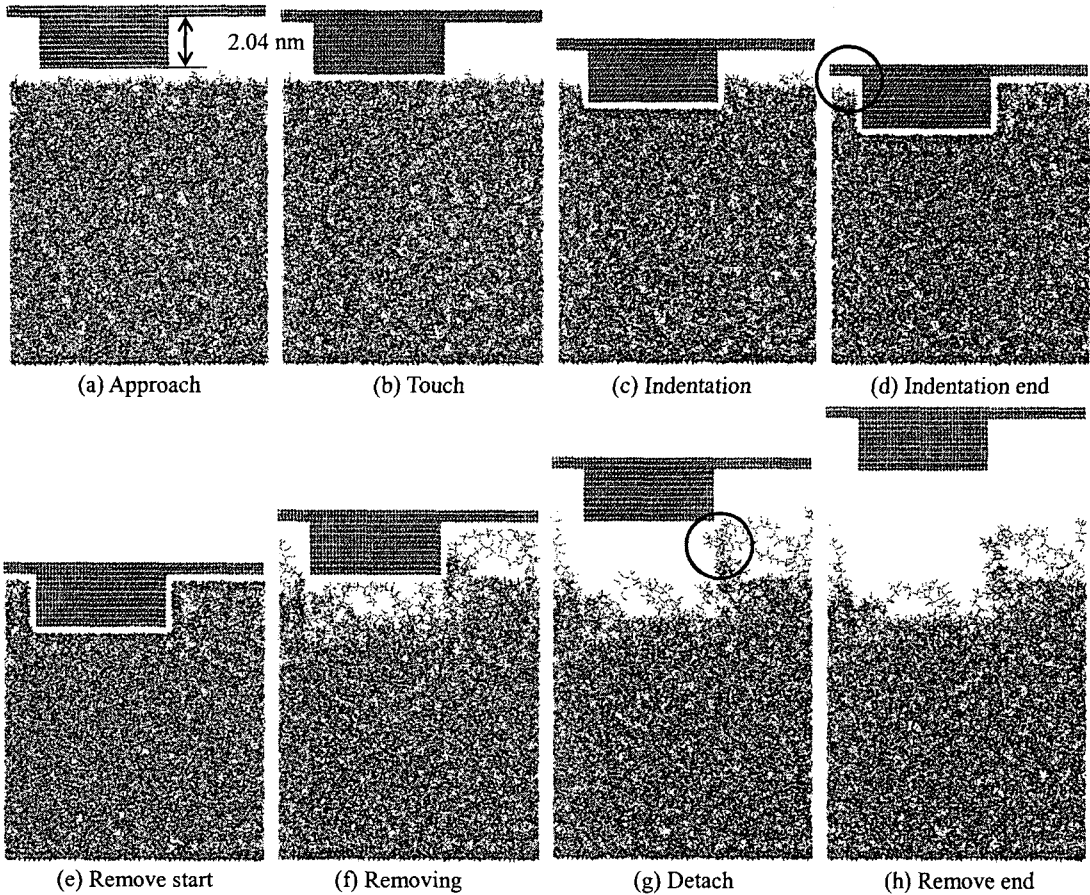 2.04 nm
(a) Approach
(b) Touch
(c) Indentation
(d) Indentation end
(e) Remove start
(f) Removing
(g) Detach
(h) Remove end